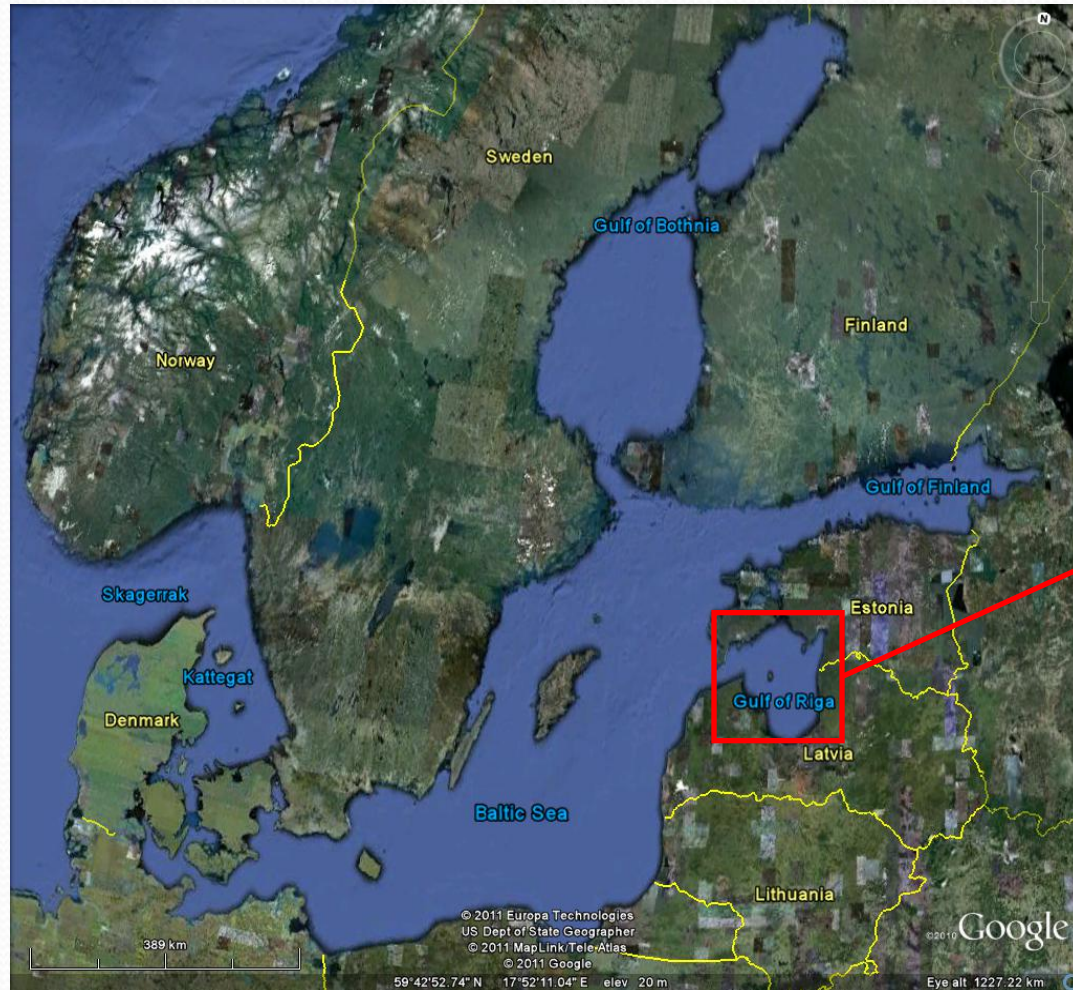 N
Sweden
Gulf of Bothnia
Finland
Norway
Gulf of Finland
Skagerrak
Estonia
Kattegat
Gulf of Riga
Denmark
Latvia
Baltic Sea
Lithuania
© 2011 Europa Technologies
US Dept of State Geographer
© 2011 MapLink/Tele Atlas
© 2011 Google
©2010 Google
389 km
59°42'52.74" N 17°52'11.04" E elev 20 m
Eye alt 1227.22 km